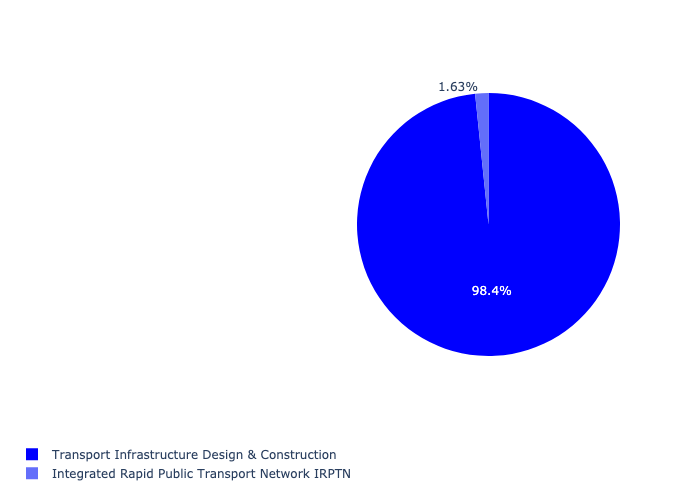 1.63%
98.4%
Transport Infrastructure Design & Construction
Integrated Rapid Public Transport Network IRPTN